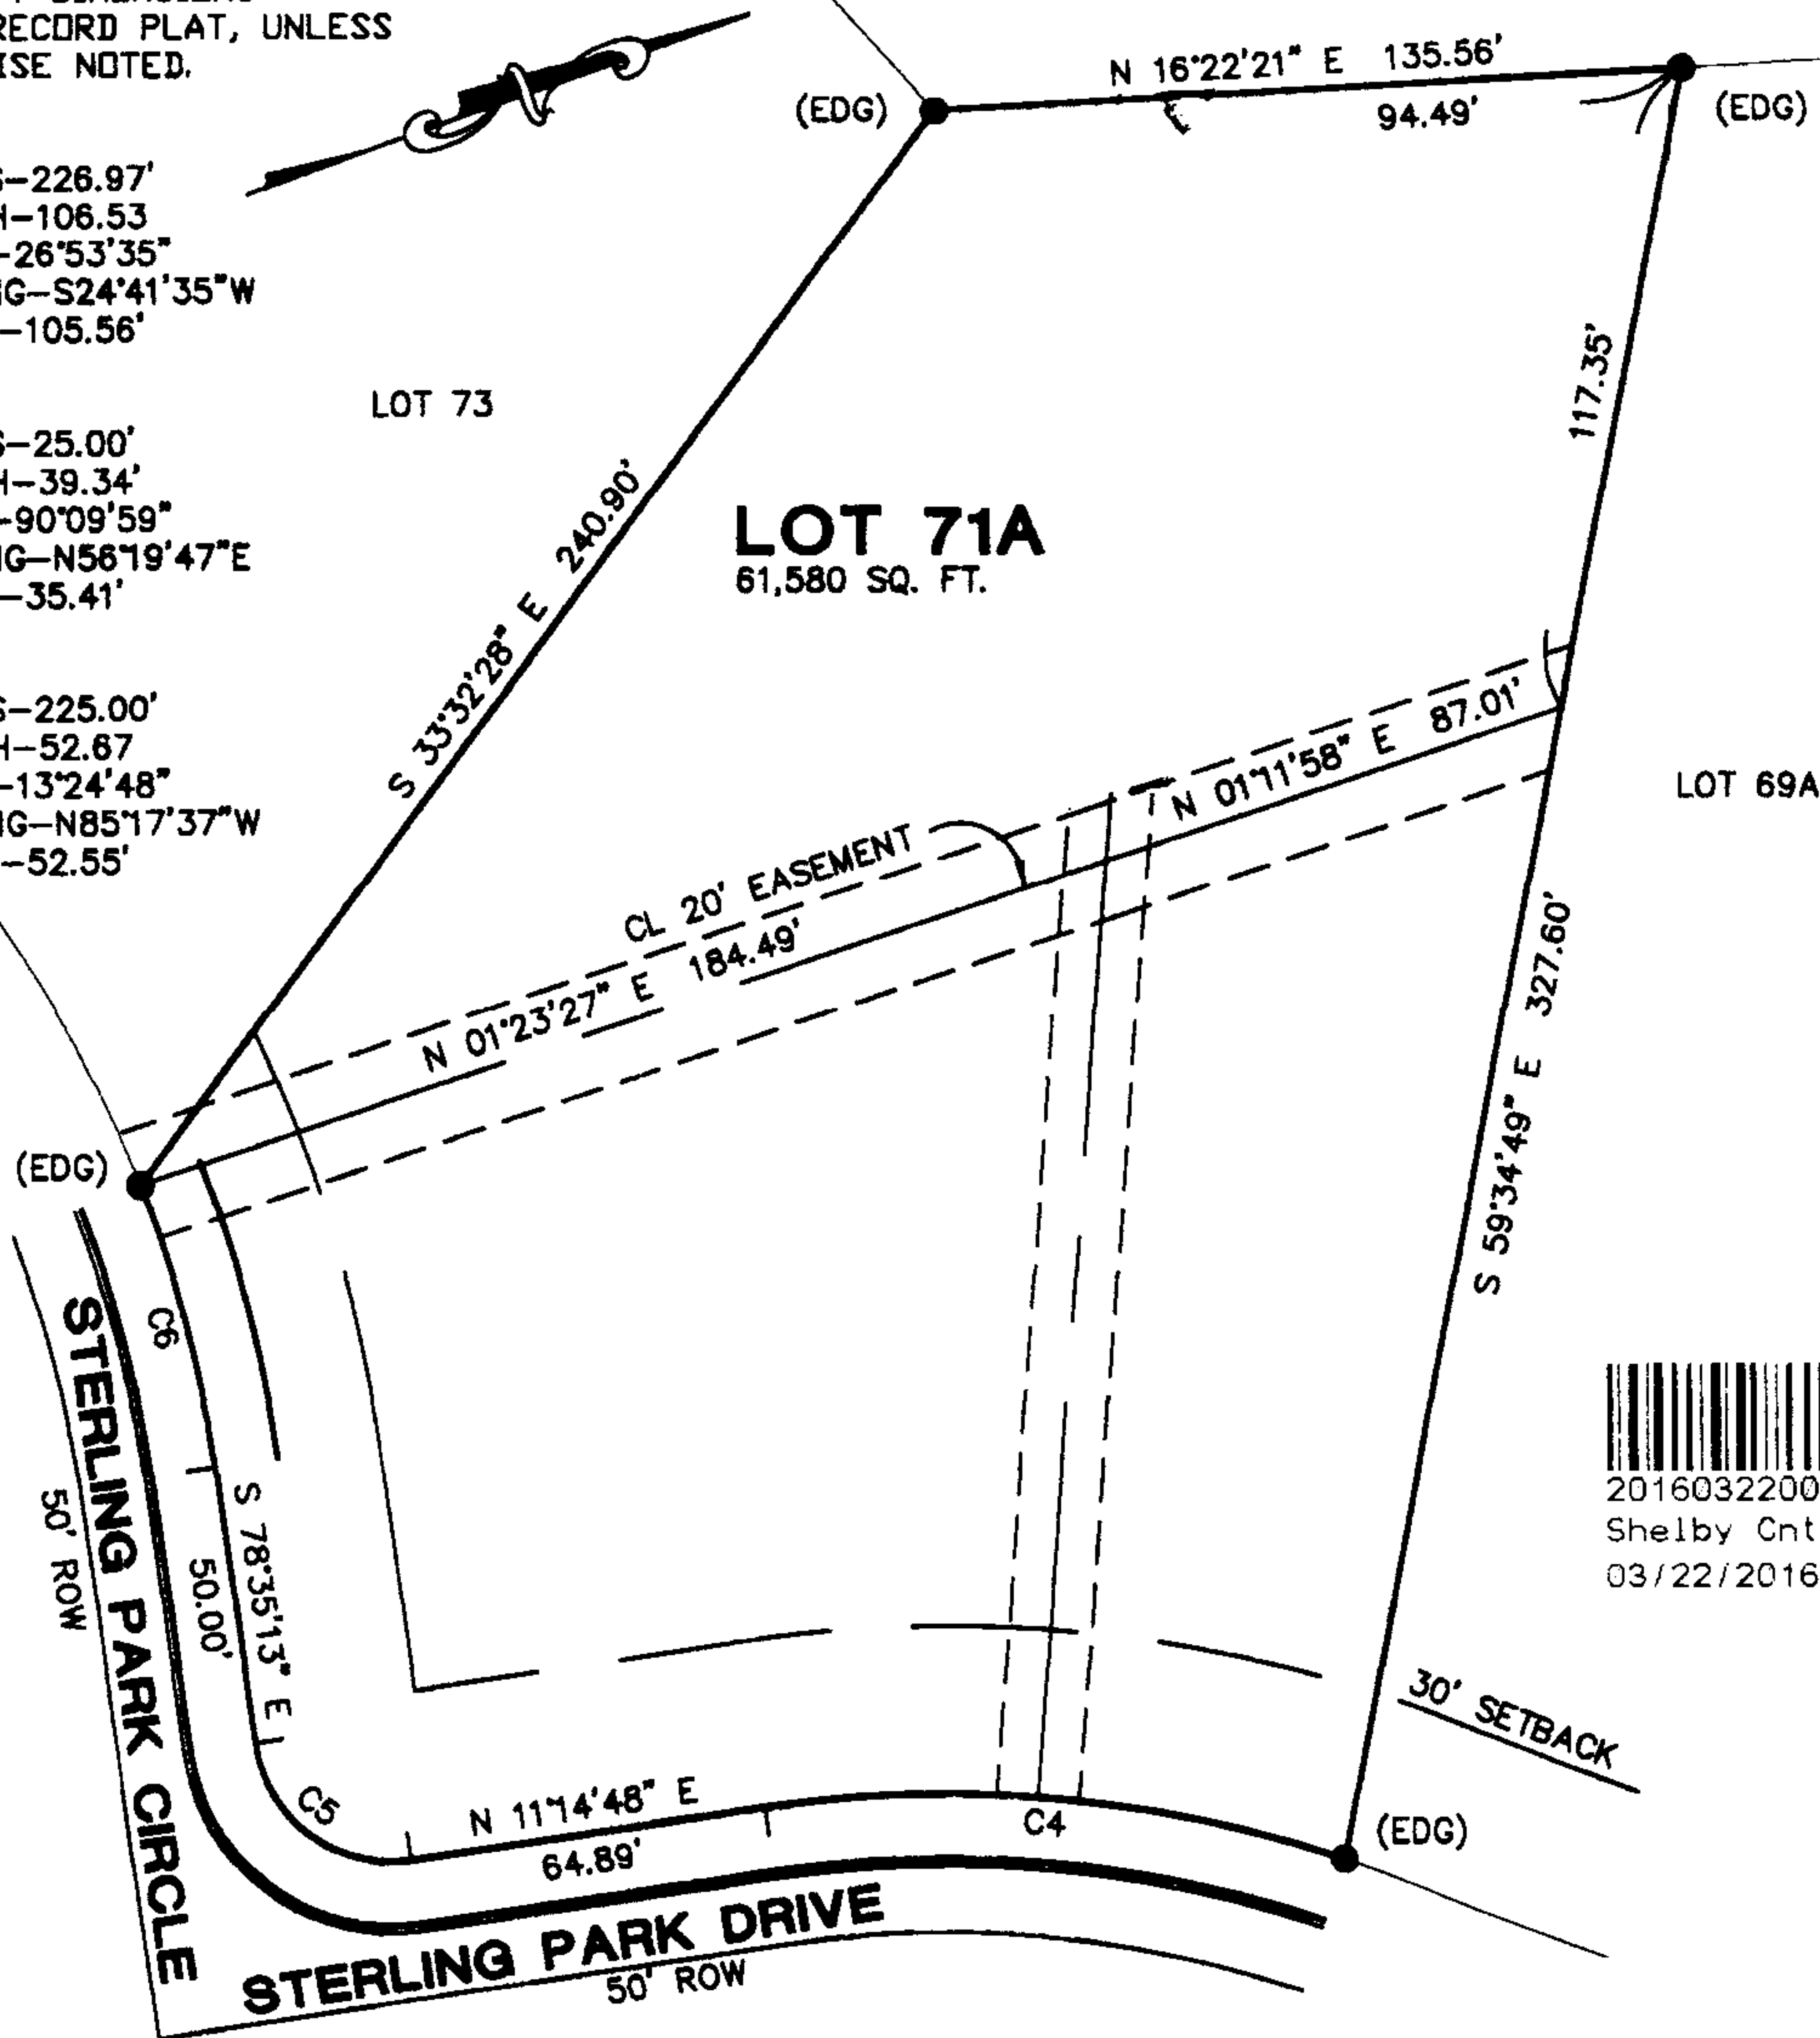 RECORD PLAT, UNLESS
ISE NOTED.
S-226.97'
H-106.53
-26°53'35"
NG-S24°41'35"W
-105.56'
S-25.00'
H-39.34'
-90°09'59"
NG-N56°19'47"E
-35.41'
S-225.00'
H-52.67
-13°24'48"
NG-N85°17'37"W
-52.55'
N 16°22'21" E 135.56'
94.49'
(EDG)
(EDG)
LOT 73
117.35'
S 33°32'28" E 240.90'
LOT 71A
61,580 SQ. FT.
N 01°11'58" E 87.01'
LOT 69A
CL 20' EASEMENT
N 01°23'27" E 184.49'
S 59°34'49" E 327.60'
(EDG)
C6
STERLING PARK CIRCLE
50' ROW
S 78°35'13" E
50.00'
2016032200
Shelby Cnt
03/22/2016
30' SETBACK
C5
N 11°14'48" E
64.89'
C4
(EDG)
STERLING PARK DRIVE
50' ROW